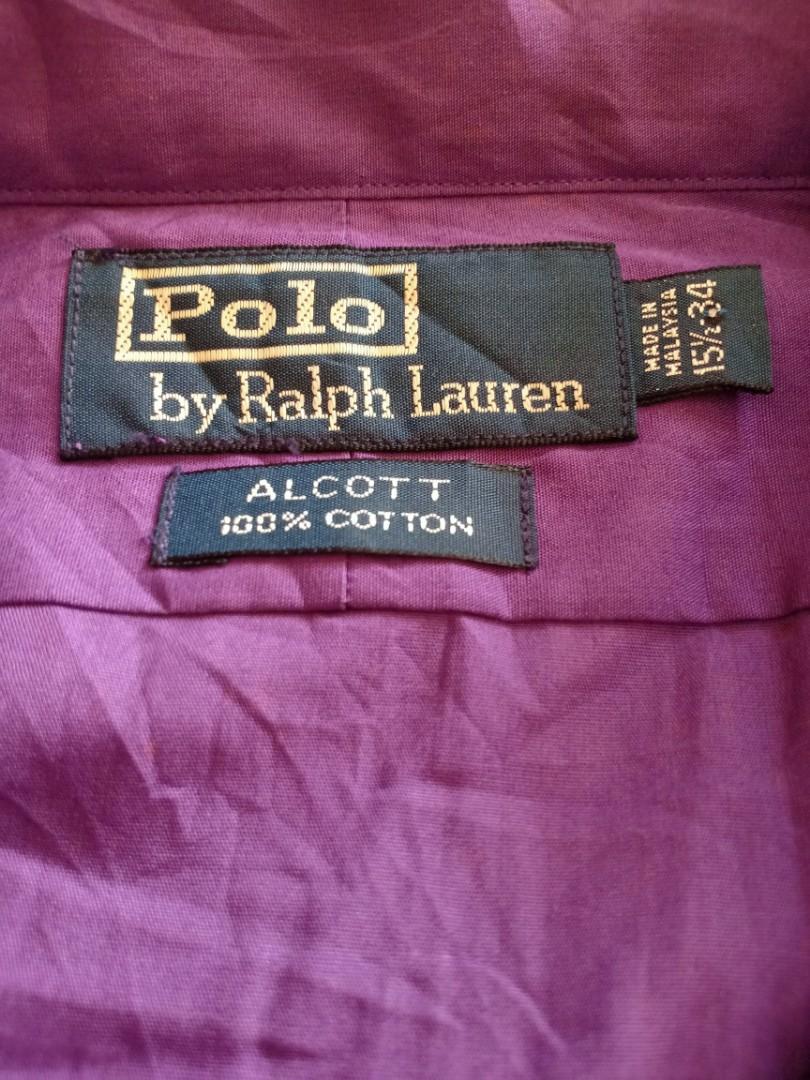 Polo
by Ralph Lauren
MADE IN
MALAYSIA
15½-34
ALCOTT
100% COTTON